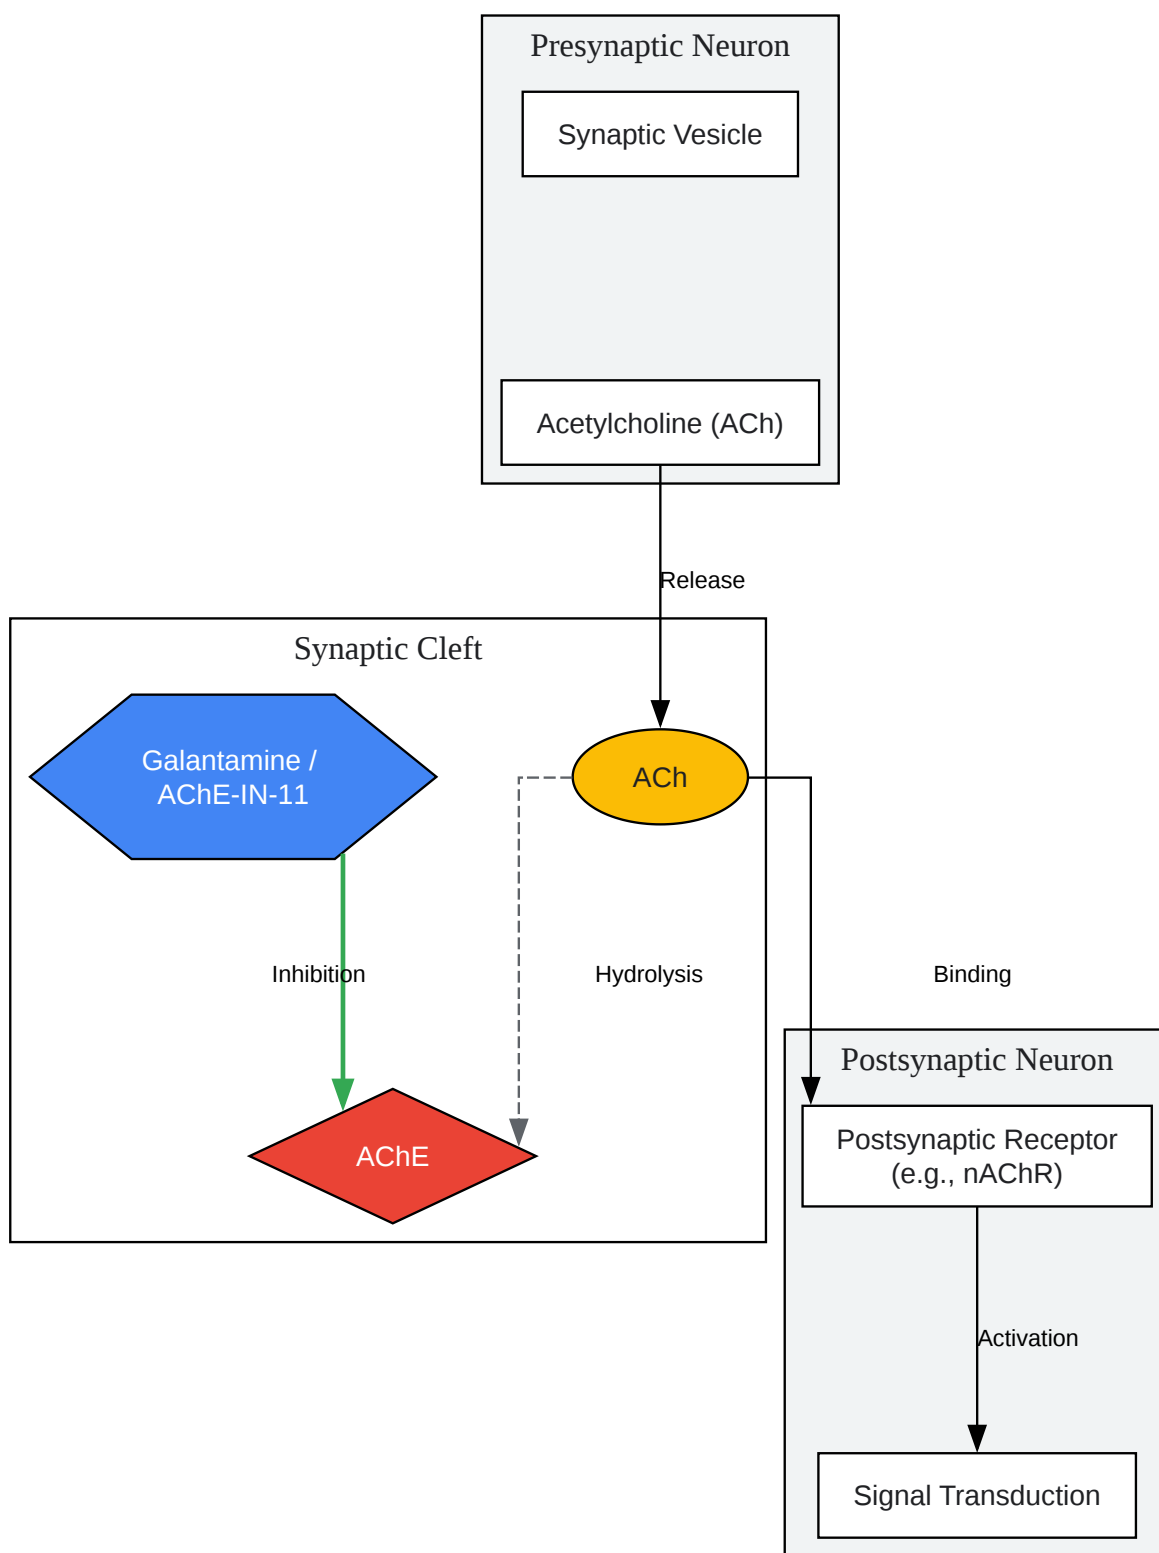 Presynaptic Neuron
Synaptic Vesicle
Acetylcholine (ACh)
Release
Synaptic Cleft
Galantamine /
AChE-IN-11
ACh
Inhibition
Hydrolysis
Binding
AChE
Postsynaptic Neuron
Postsynaptic Receptor
(e.g., nAChR)
Activation
Signal Transduction